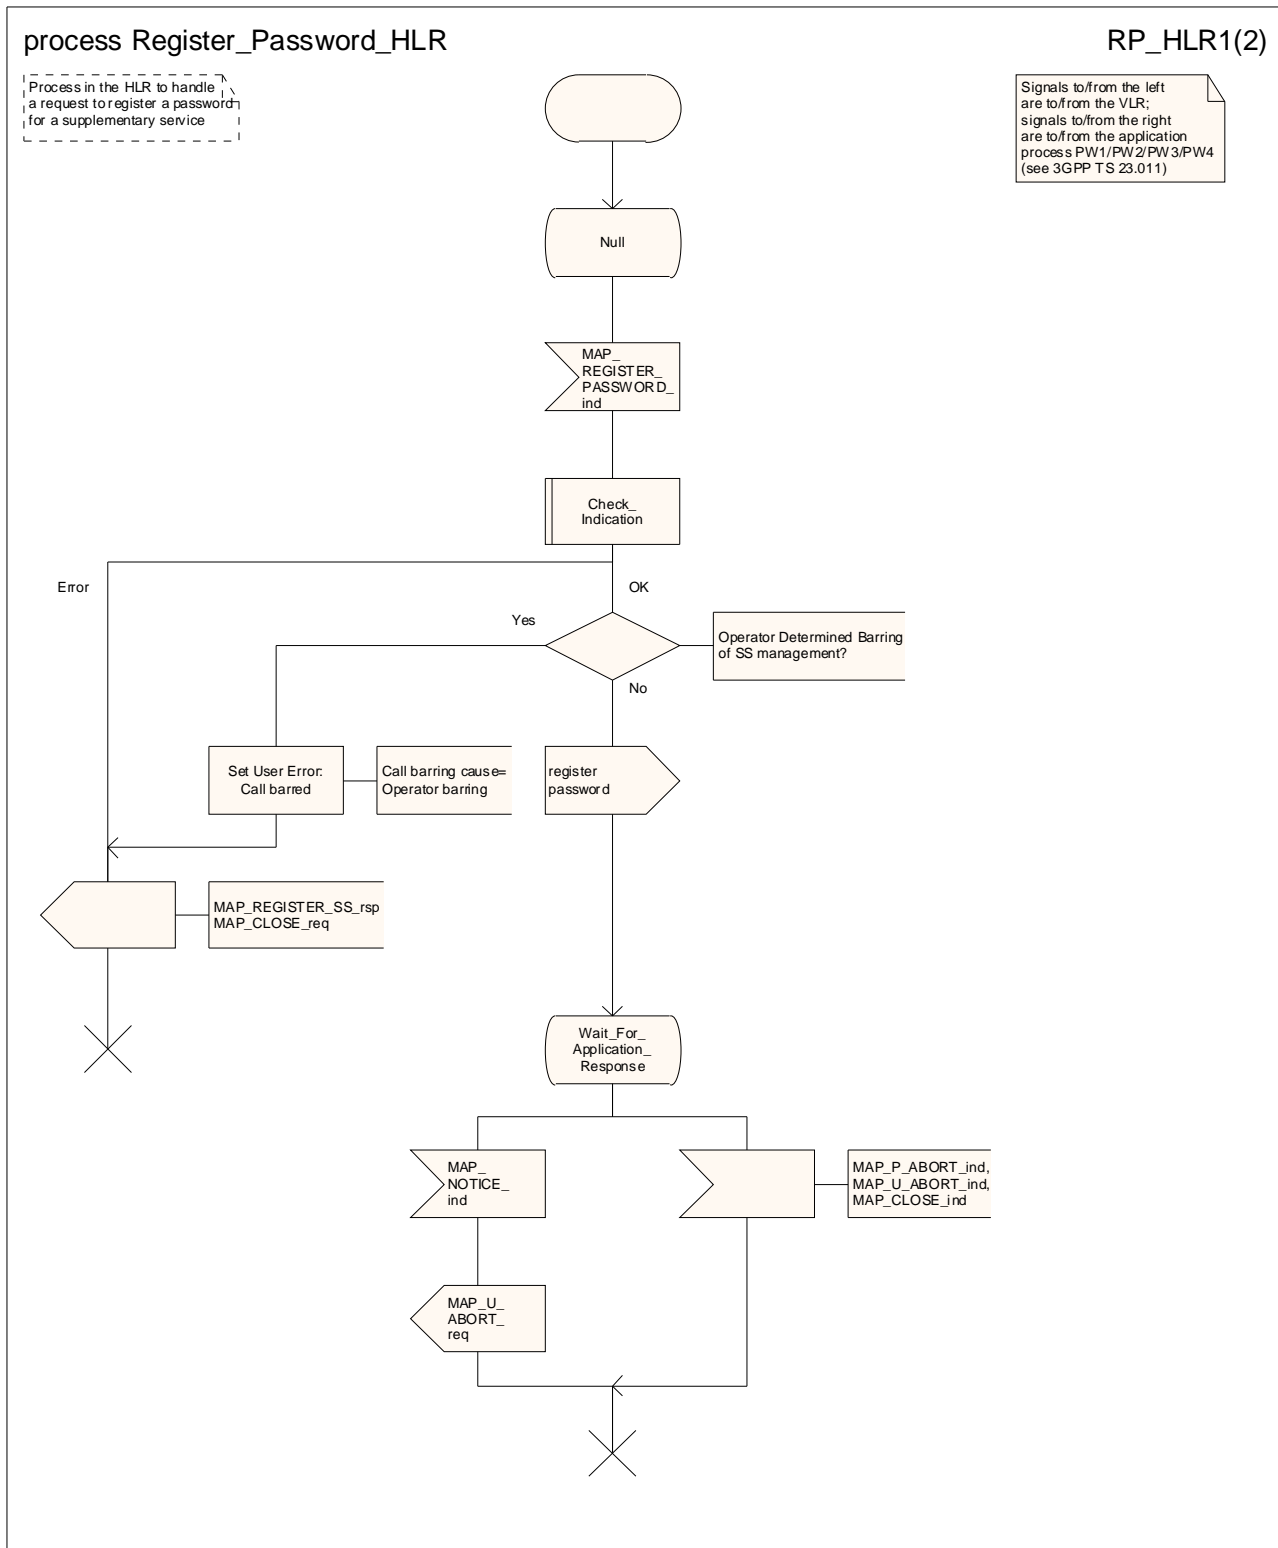 process Register_Password_HLR
RP_HLR1(2)
Process in the HLR to handle
a request to register a password
for a supplementary service
Signals to/from the left
are to/from the VLR;
signals to/from the right
are to/from the application
process PW1/PW2/PW3/PW4
(see 3GPP TS 23.011)
Null
MAP_
REGISTER_
PASSWORD_
ind
Check_
Indication
Error
OK
Yes
Operator Determined Barring
of SS management?
No
Set User Error:
Call barred
Call barring cause=
Operator barring
register
password
MAP_REGISTER_SS_rsp
MAP_CLOSE_req
Wait_For_
Application_
Response
MAP_
NOTICE_
ind
MAP_P_ABORT_ind,
MAP_U_ABORT_ind,
MAP_CLOSE_ind
MAP_U_
ABORT_
req